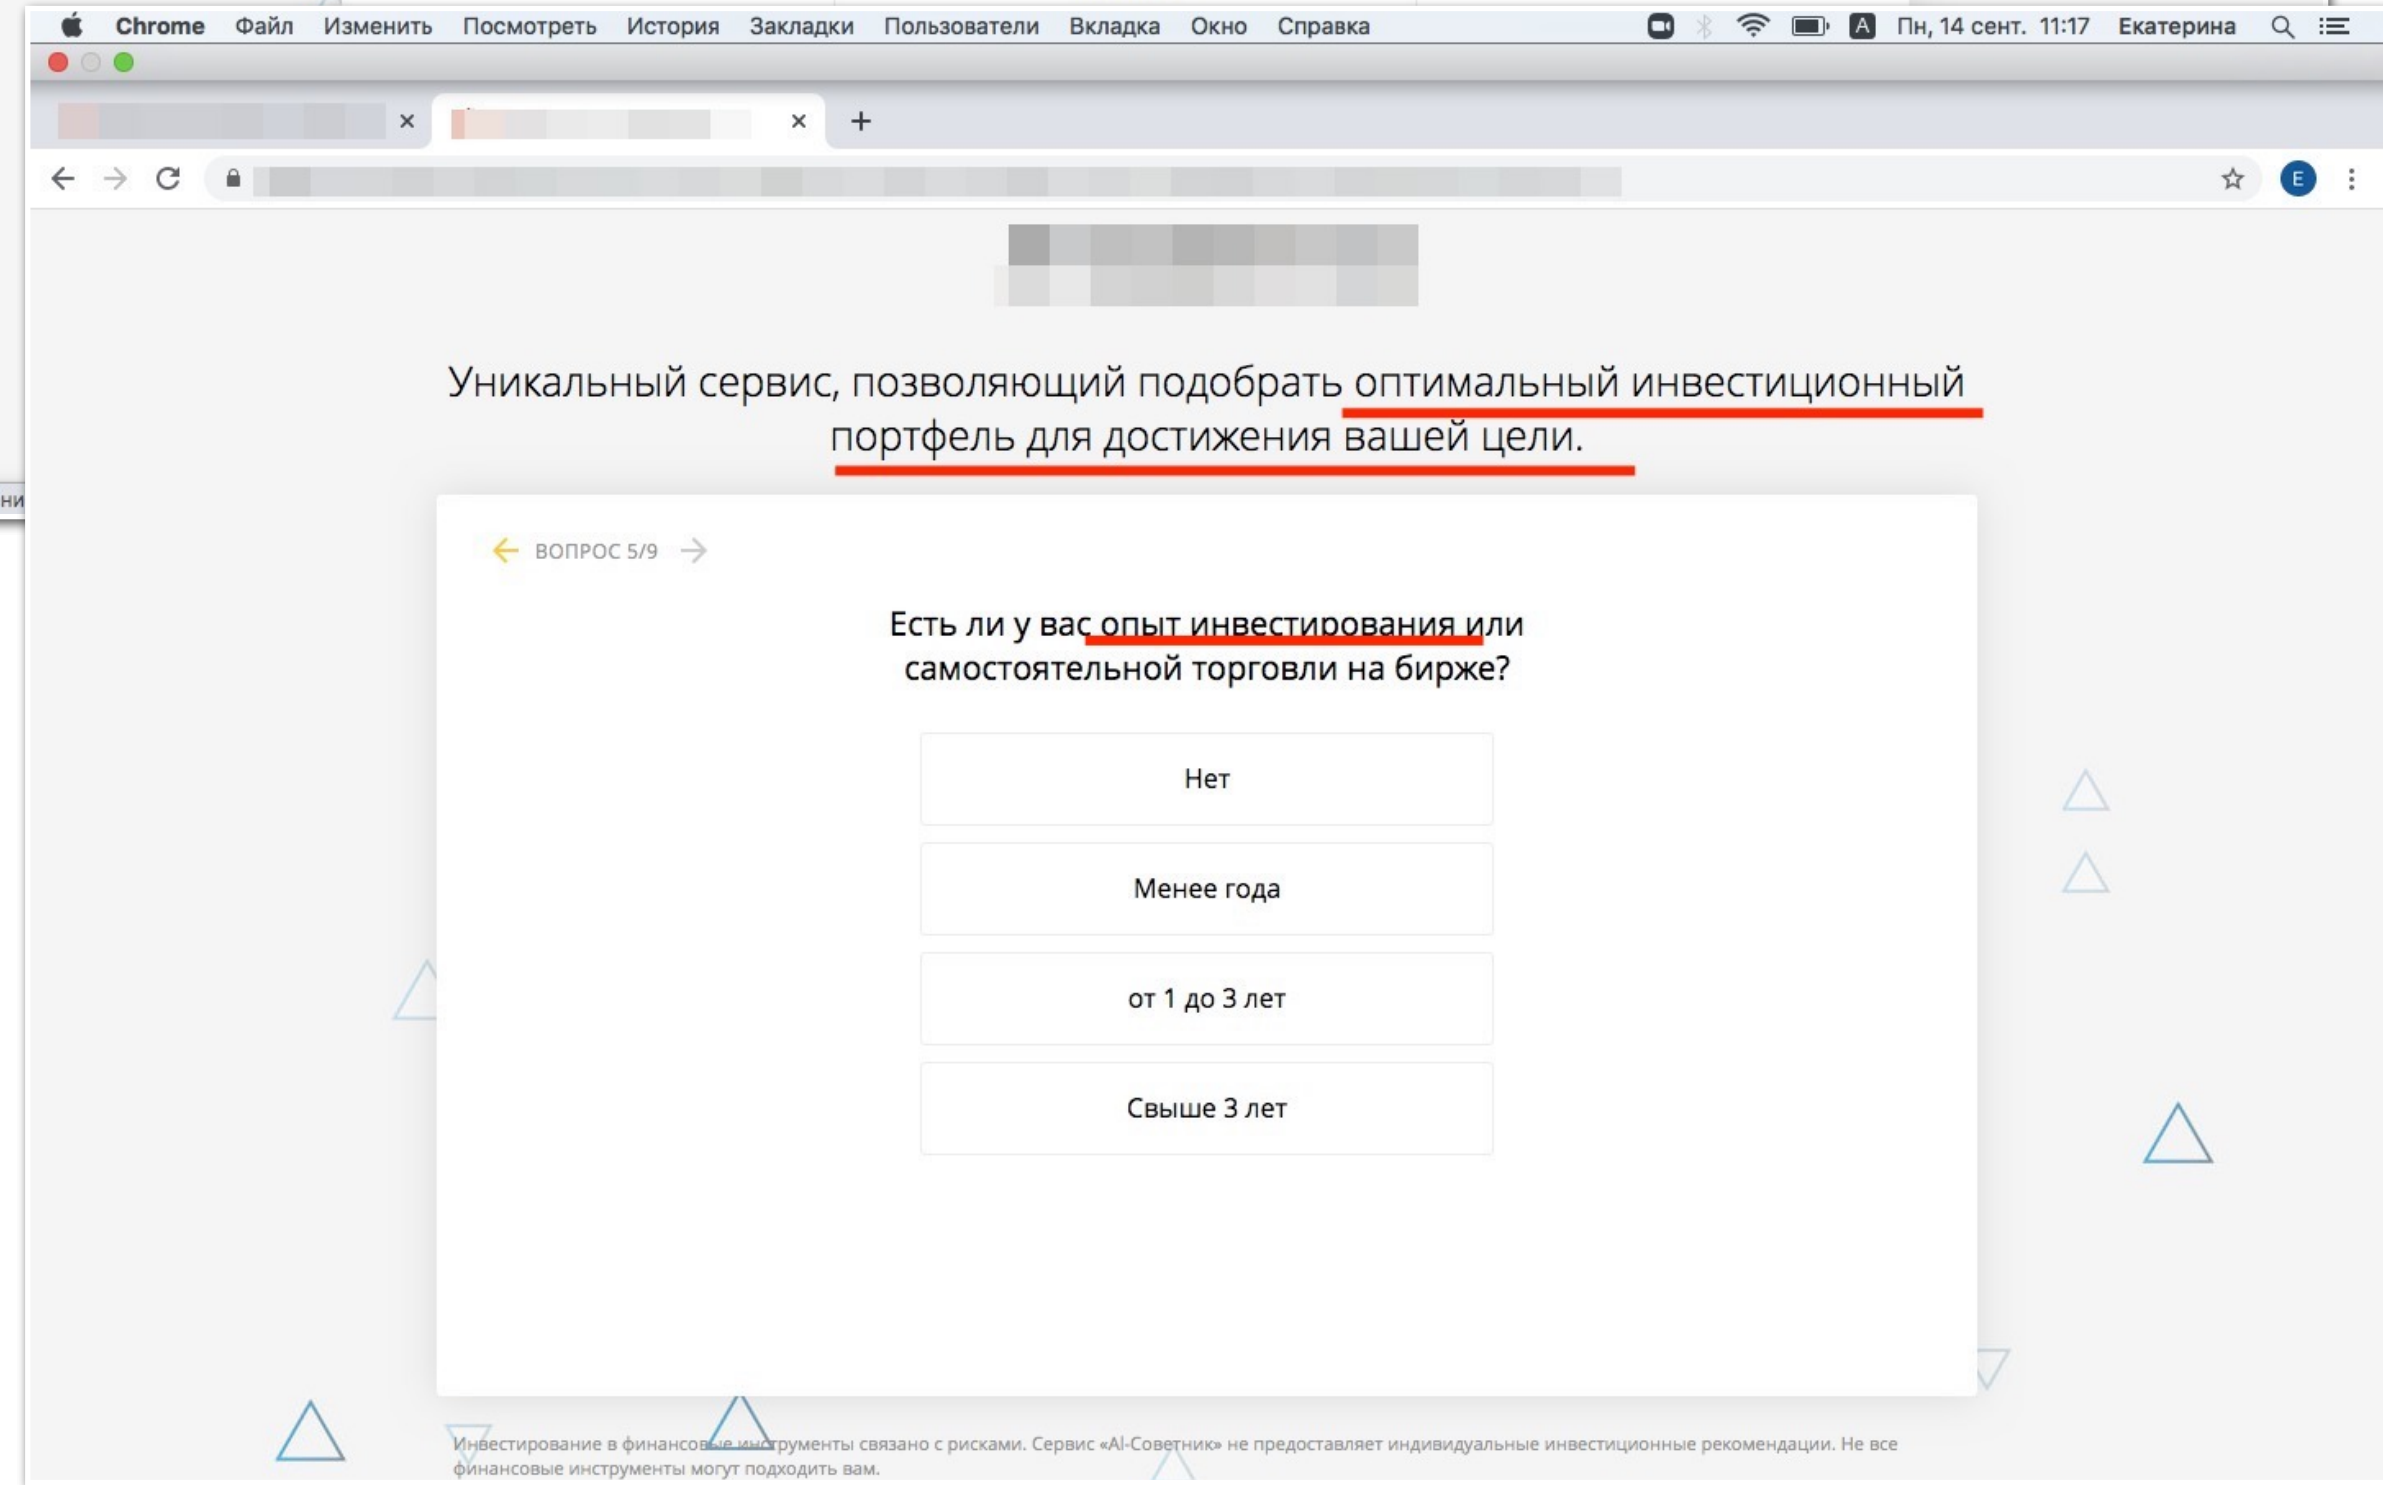 Chrome Файл Изменить Посмотреть История Закладки Пользователи Вкладка Окно Справка A Пн, 14 сент. 11:17 Екатерина
E
Уникальный сервис, позволяющий подобрать оптимальный инвестиционный
портфель для достижения вашей цели.
ни
ВОПРОС 5/9
Есть ли у вас опыт инвестирования или
самостоятельной торговли на бирже?
Нет
Менее года
от 1 до 3 лет
Свыше 3 лет
Инвестирование в финансовые инструменты связано с рисками. Сервис «AI-Советник» не предоставляет индивидуальные инвестиционные рекомендации. Не все
финансовые инструменты могут подходить вам.